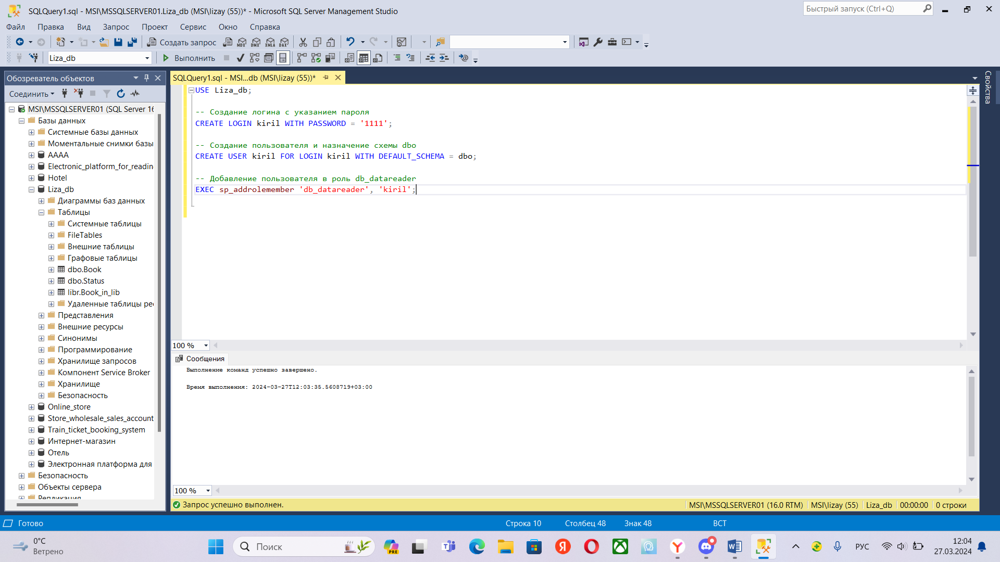 SQLQuery1.sql - MSI\MSSQLSERVER01.Liza_db (MSI\lizay (55))* - Microsoft SQL Server Management Studio
Быстрый запуск (Ctrl+Q)
Файл Правка Вид Запрос Проект Сервис Окно Справка
Создать запрос MDX DMX XMLA DAX
Liza_db Выполнить
Обозреватель объектов
Соединить
MSI\MSSQLSERVER01 (SQL Server 16
Базы данных
Системные базы данных
Моментальные снимки базы
AAAA
Electronic_platform_for_readin
Hotel
Liza_db
Диаграммы баз данных
Таблицы
Системные таблицы
FileTables
Внешние таблицы
Графовые таблицы
dbo.Book
dbo.Status
libr.Book_in_lib
Удаленные таблицы рее
Представления
Внешние ресурсы
Синонимы
Программирование
Хранилище запросов
Компонент Service Broker
Хранилище
Безопасность
Online_store
Store_wholesale_sales_account
Train_ticket_booking_system
Интернет-магазин
Отель
Электронная платформа для
Безопасность
Объекты сервера
Репликация
SQLQuery1.sql - MSI...db (MSI\lizay (55))*
USE Liza_db;
-- Создание логина с указанием пароля
CREATE LOGIN kiril WITH PASSWORD = '1111';
-- Создание пользователя и назначение схемы dbo
CREATE USER kiril FOR LOGIN kiril WITH DEFAULT_SCHEMA = dbo;
-- Добавление пользователя в роль db_datareader
EXEC sp_addrolemember 'db_datareader', 'kiril';
100 %
Сообщения
Выполнение команд успешно завершено.
Время выполнения: 2024-03-27T12:03:35.5608719+03:00
100 %
Запрос успешно выполнен.
MSI\MSSQLSERVER01 (16.0 RTM) MSI\lizay (55) Liza_db 00:00:00 0 строки
Свойства
Готово Строка 10 Столбец 48 Знак 48 ВСТ
0°C
Ветрено
Поиск
PRE
РУС
12:04
27.03.2024